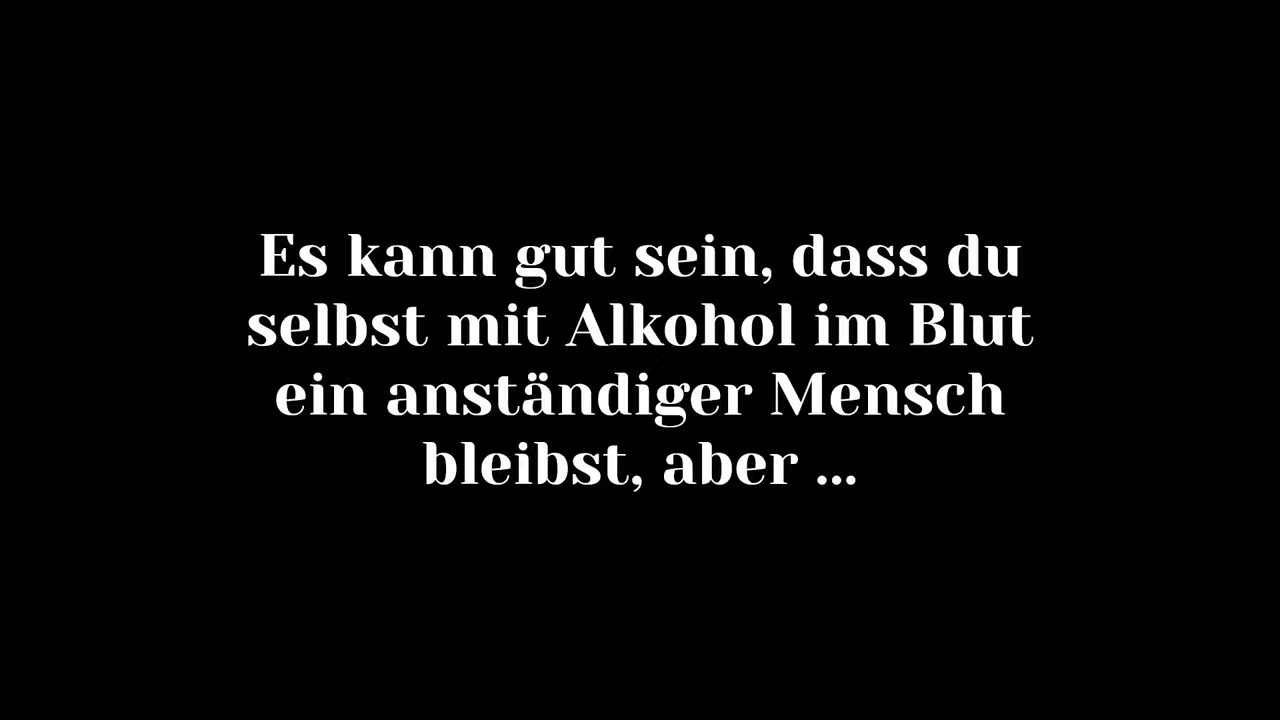 Es kann gut sein, dass du
selbst mit Alkohol im Blut
ein anständiger Mensch
bleibst, aber ...